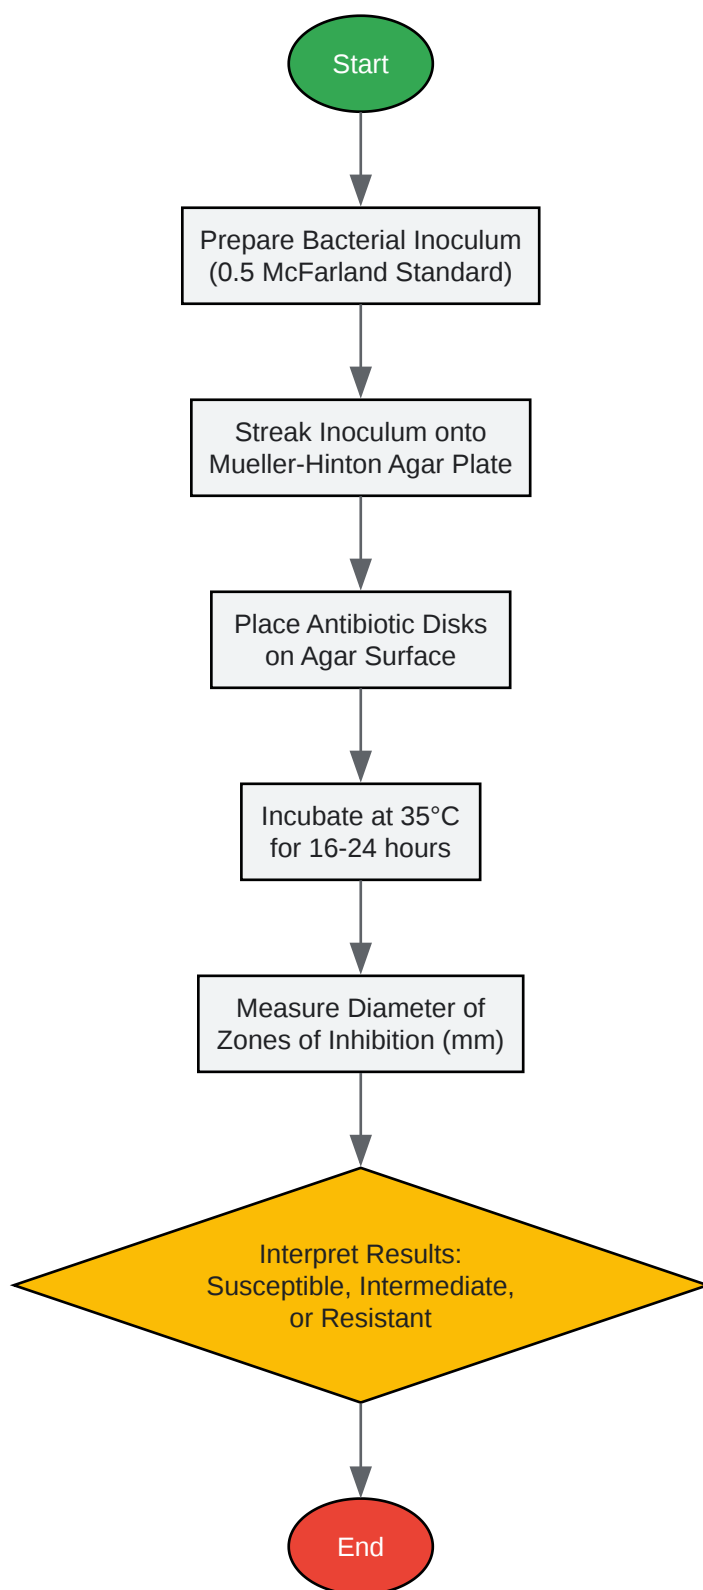 Start
Prepare Bacterial Inoculum
(0.5 McFarland Standard)
Streak Inoculum onto
Mueller-Hinton Agar Plate
Place Antibiotic Disks
on Agar Surface
Incubate at 35°C
for 16-24 hours
Measure Diameter of
Zones of Inhibition (mm)
Interpret Results:
Susceptible, Intermediate,
or Resistant
End